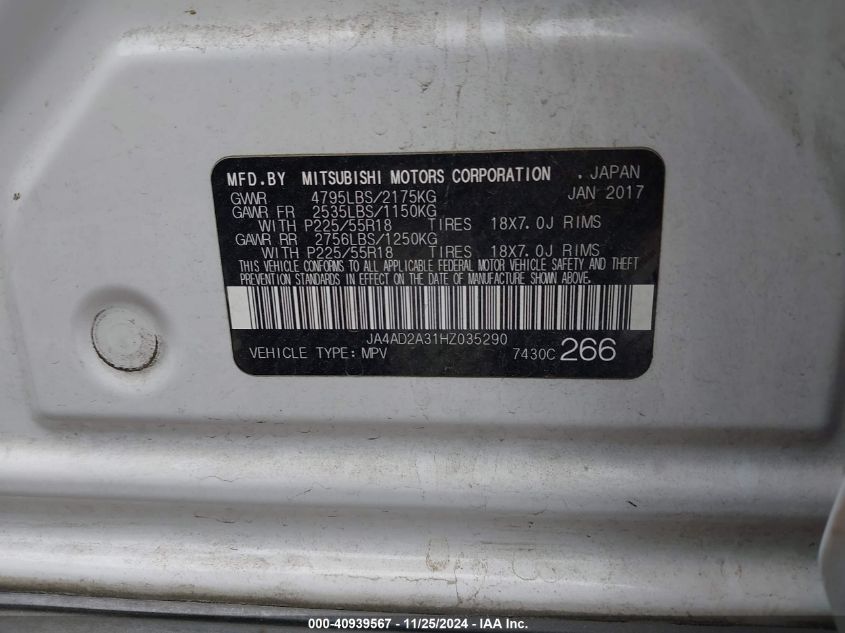 MFD.BY MITSUBISHI MOTORS CORPORATION . JAPAN
GVWR 4795LBS/2175KG JAN 2017
GAWR FR 2535LBS/1150KG
WITH P225/55R18 TIRES 18X7.0J RIMS
GAWR RR 2756LBS/1250KG
WITH P225/55R18 TIRES 18X7.0J RIMS
THIS VEHICLE CONFORMS TO ALL APPLICABLE FEDERAL MOTOR VEHICLE SAFETY AND THEFT
PREVENTION STANDARDS IN EFFECT ON THE DATE OF MANUFACTURE SHOWN ABOVE.
JA4AD2A31HZ035290
VEHICLE TYPE: MPV 7430C 266
000-40939567 - 11/25/2024 - IAA Inc.